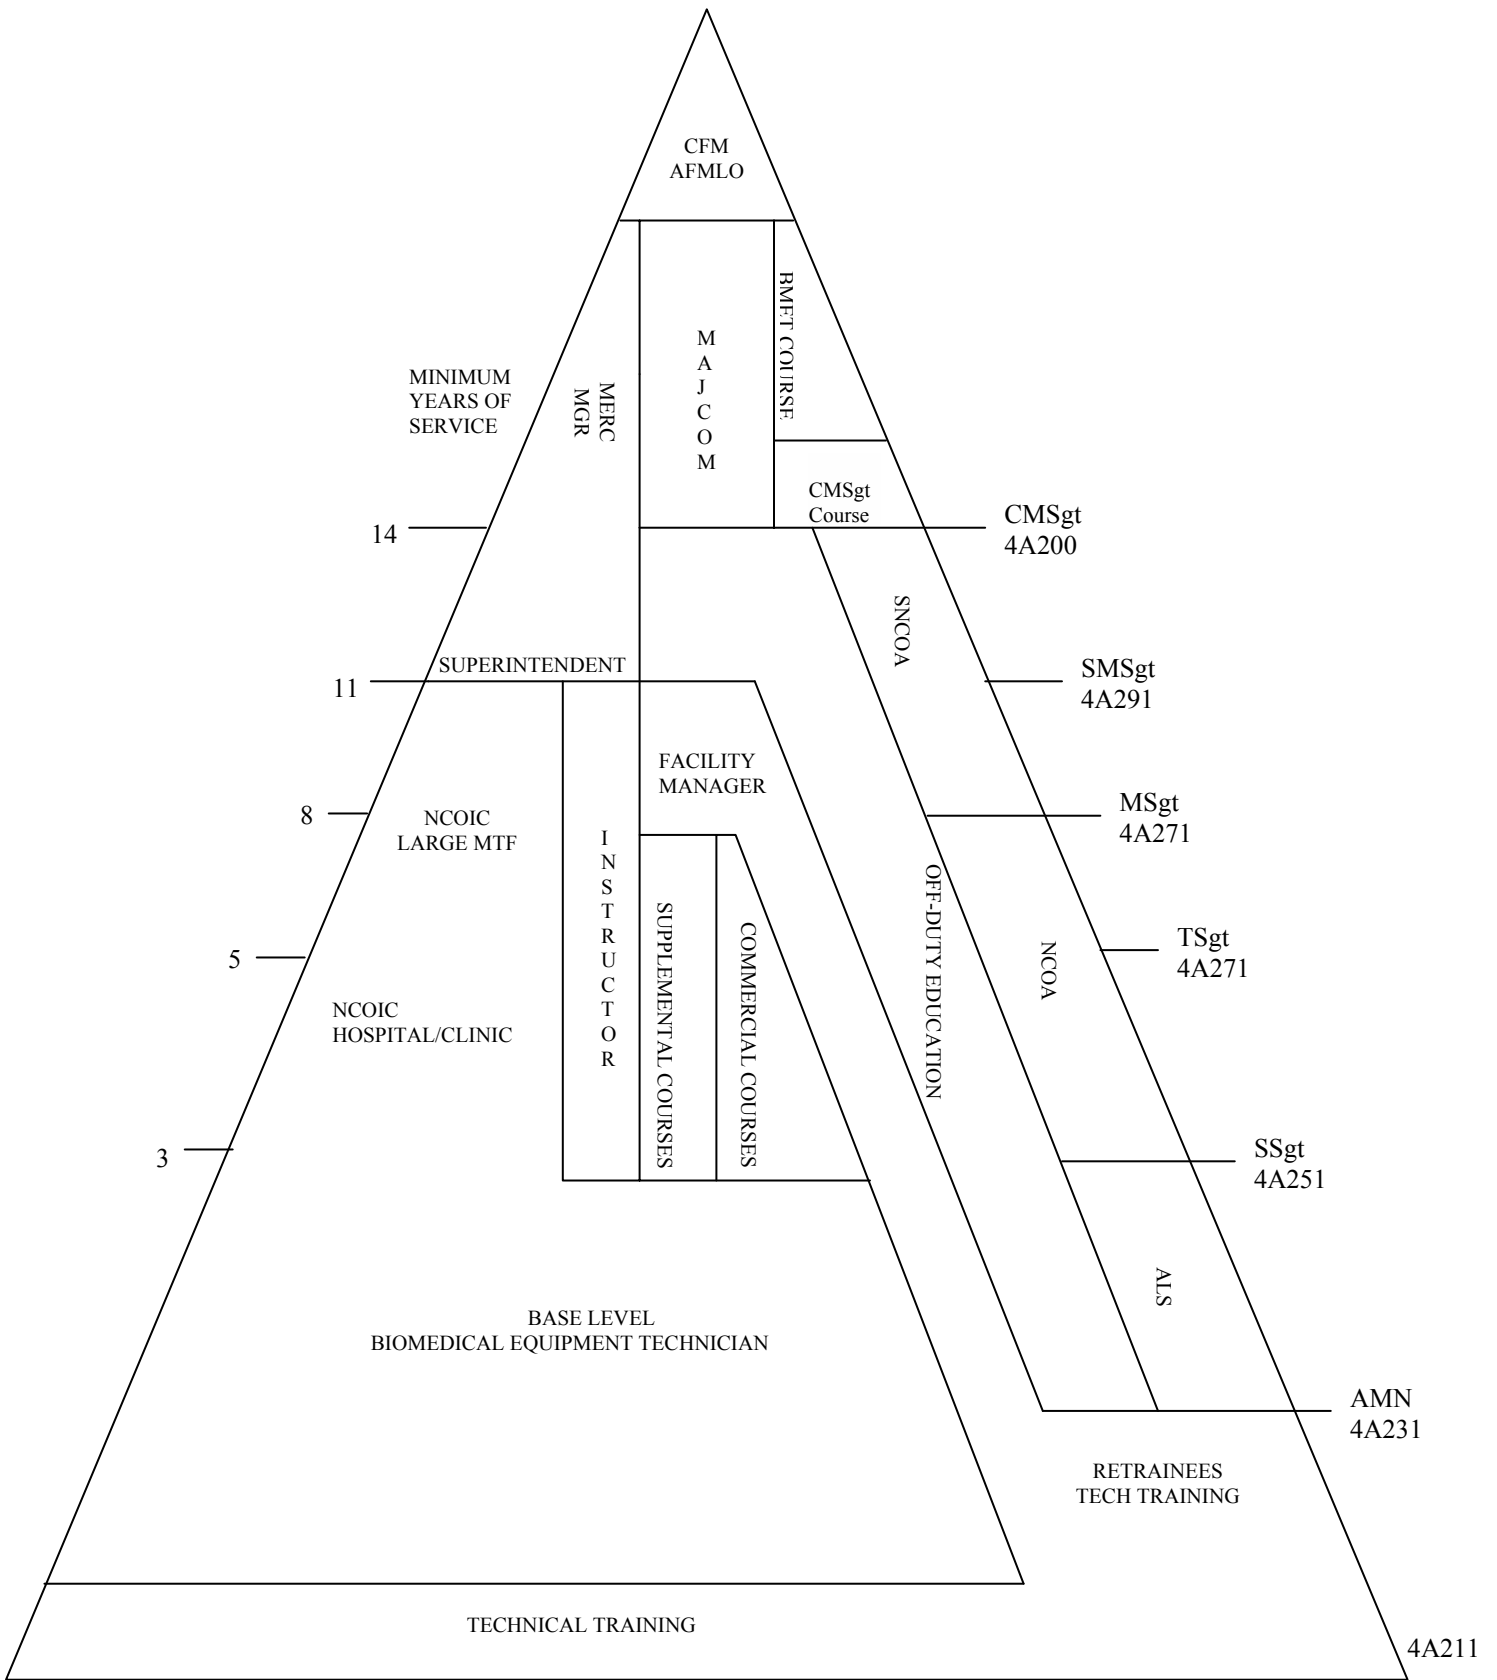 CFM
AFMLO
BMET COURSE
MAJCOM
MINIMUM
YEARS OF
SERVICE
MERC
MGR
CMSgt
Course
14
CMSgt
4A200
SNCOA
SUPERINTENDENT
11
SMSgt
4A291
FACILITY
MANAGER
8
NCOIC
LARGE MTF
MSgt
4A271
INSTRUCTOR
SUPPLEMENTAL COURSES
COMMERCIAL COURSES
OFF-DUTY EDUCATION
NCOA
TSgt
4A271
5
NCOIC
HOSPITAL/CLINIC
3
SSgt
4A251
ALS
BASE LEVEL
BIOMEDICAL EQUIPMENT TECHNICIAN
AMN
4A231
RETRAINEES
TECH TRAINING
TECHNICAL TRAINING
4A211